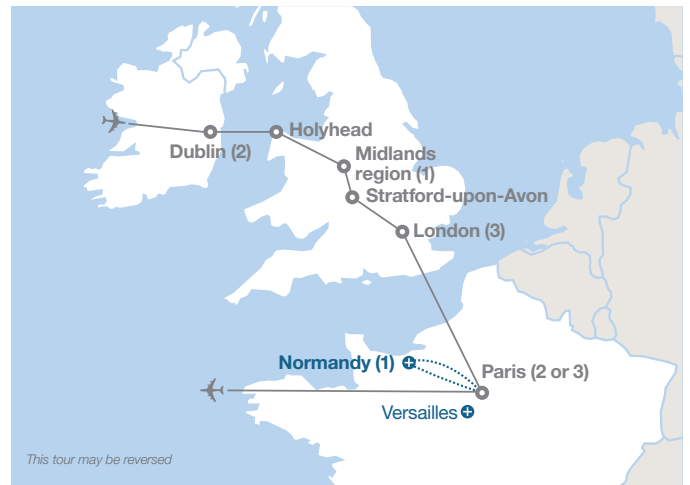 Holyhead
Dublin (2)
Midlands
region (1)
Stratford-upon-Avon
London (3)
Normandy (1)
Paris (2 or 3)
Versailles
This tour may be reversed